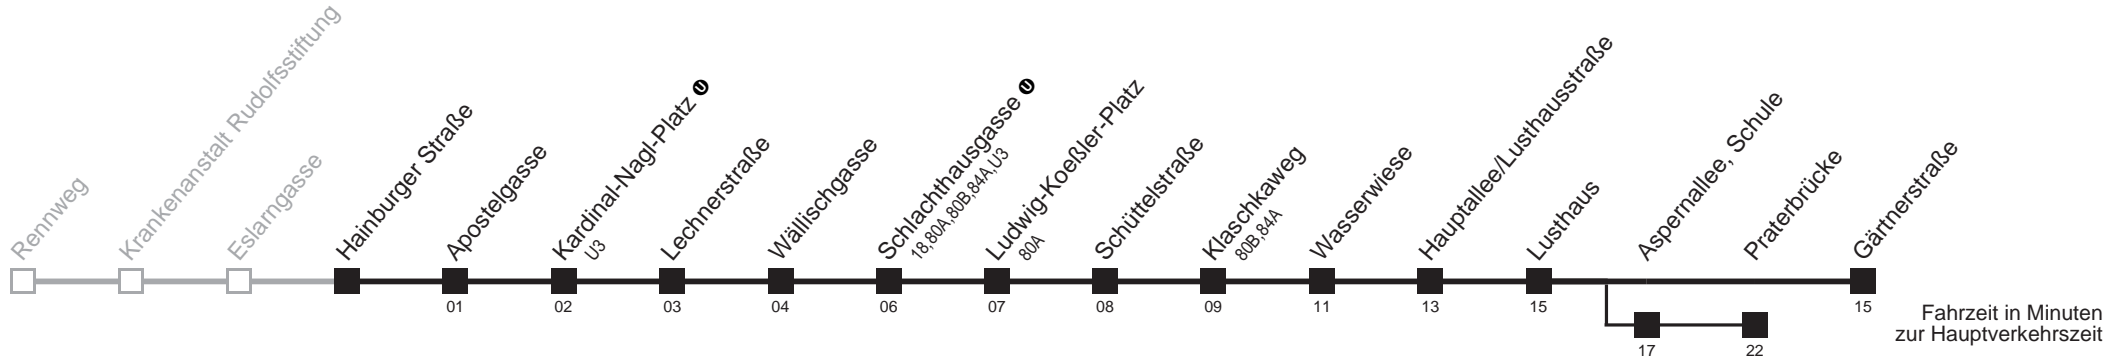 Rennweg
Krankenanstalt Rudolfsstiftung
Eslarngasse
Hainburger Straße
Apostelgasse
Kardinal-Nagl-Platz U
U3
Lechnerstraße
Wällischgasse
Schlachthausgasse U
18,80A,80B,84A,U3
Ludwig-Koeßler-Platz
80A
Schüttelstraße
Klaschkaweg
80B,84A
Wasserwiese
Hauptallee/Lusthausstraße
Lusthaus
Aspernallee, Schule
Praterbrücke
Gärtnerstraße
01
02
03
04
06
07
08
09
11
13
15
15
17
22
Fahrzeit in Minuten
zur Hauptverkehrszeit